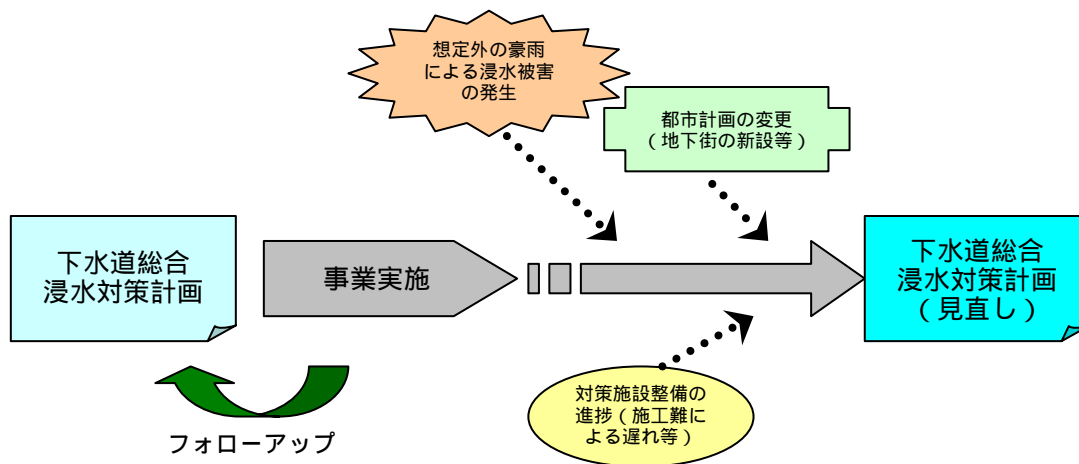 想定外の豪雨
による浸水被害
の発生
都市計画の変更
（地下街の新設等）
下水道総合
浸水対策計画
事業実施
下水道総合
浸水対策計画
（見直し）
対策施設整備の
進捗（施工難に
よる遅れ等）
フォローアップ